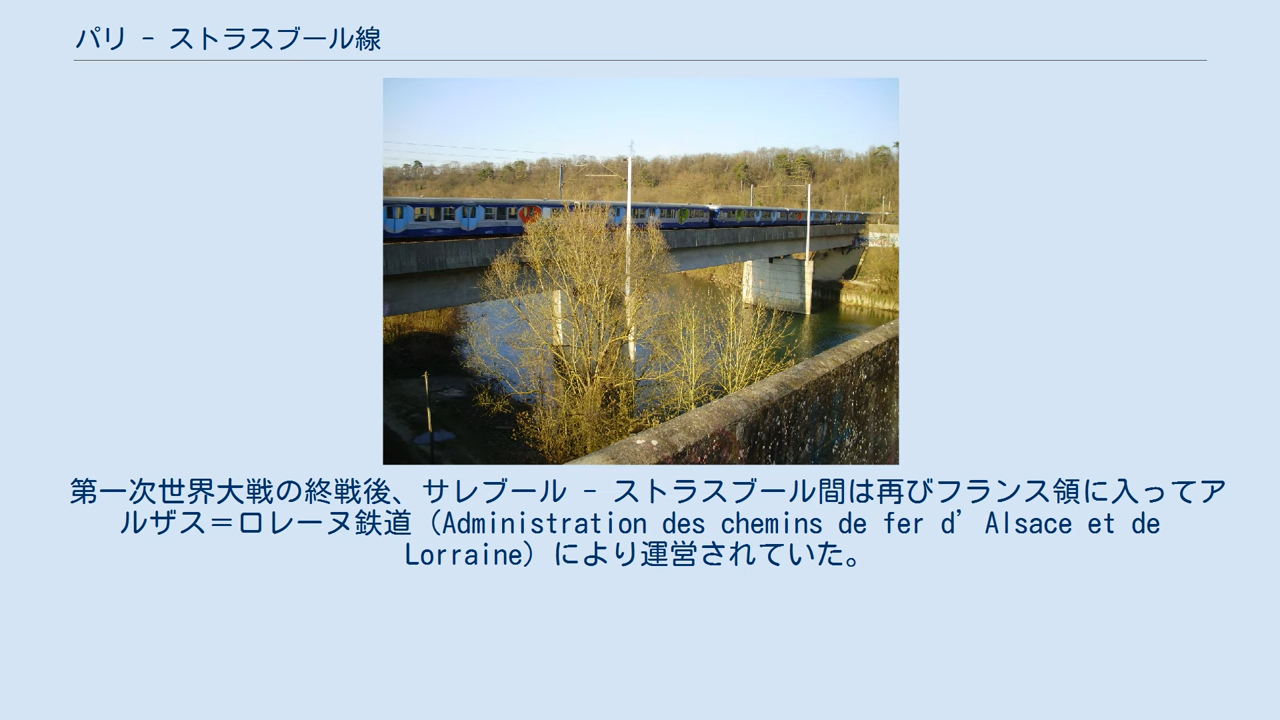 パリ - ストラスブール線
第一次世界大戦の終戦後、サレブール - ストラスブール間は再びフランス領に入ってア
ルザス＝ロレーヌ鉄道（Administration des chemins de fer d’Alsace et de
Lorraine）により運営されていた。